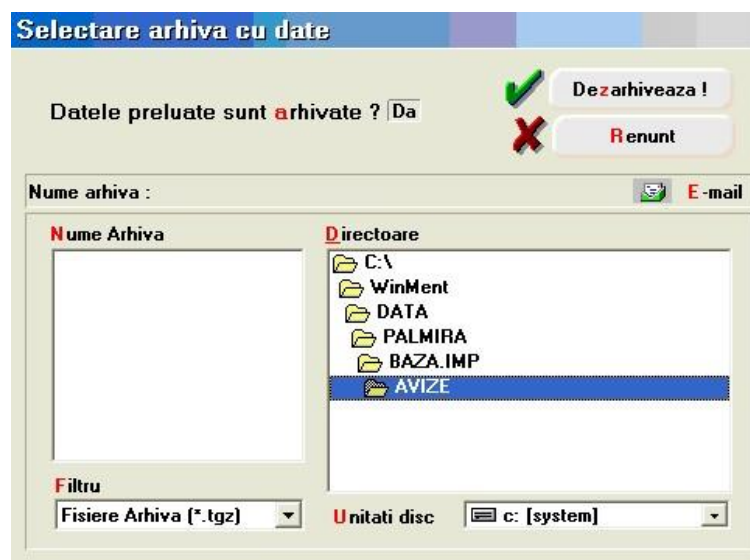 Selectare arhiva cu date
Datele preluate sunt arhivate ? Da
Dezarhiveaza !
Renunt
Nume arhiva :
E-mail
Nume Arhiva
Directoare
C:\
WinMent
DATA
PALMIRA
BAZA.IMP
AVIZE
Filtru
Fisiere Arhiva (*.tgz)
Unitati disc
c: [system]